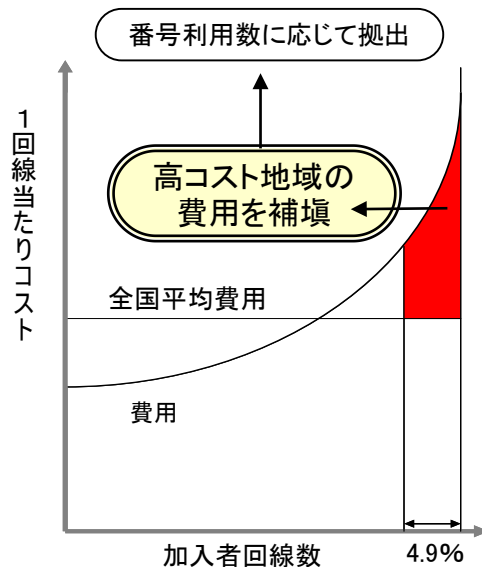 番号利用数に応じて拠出
1回線当たりコスト
高コスト地域の
費用を補塡
全国平均費用
費用
加入者回線数
4.9%